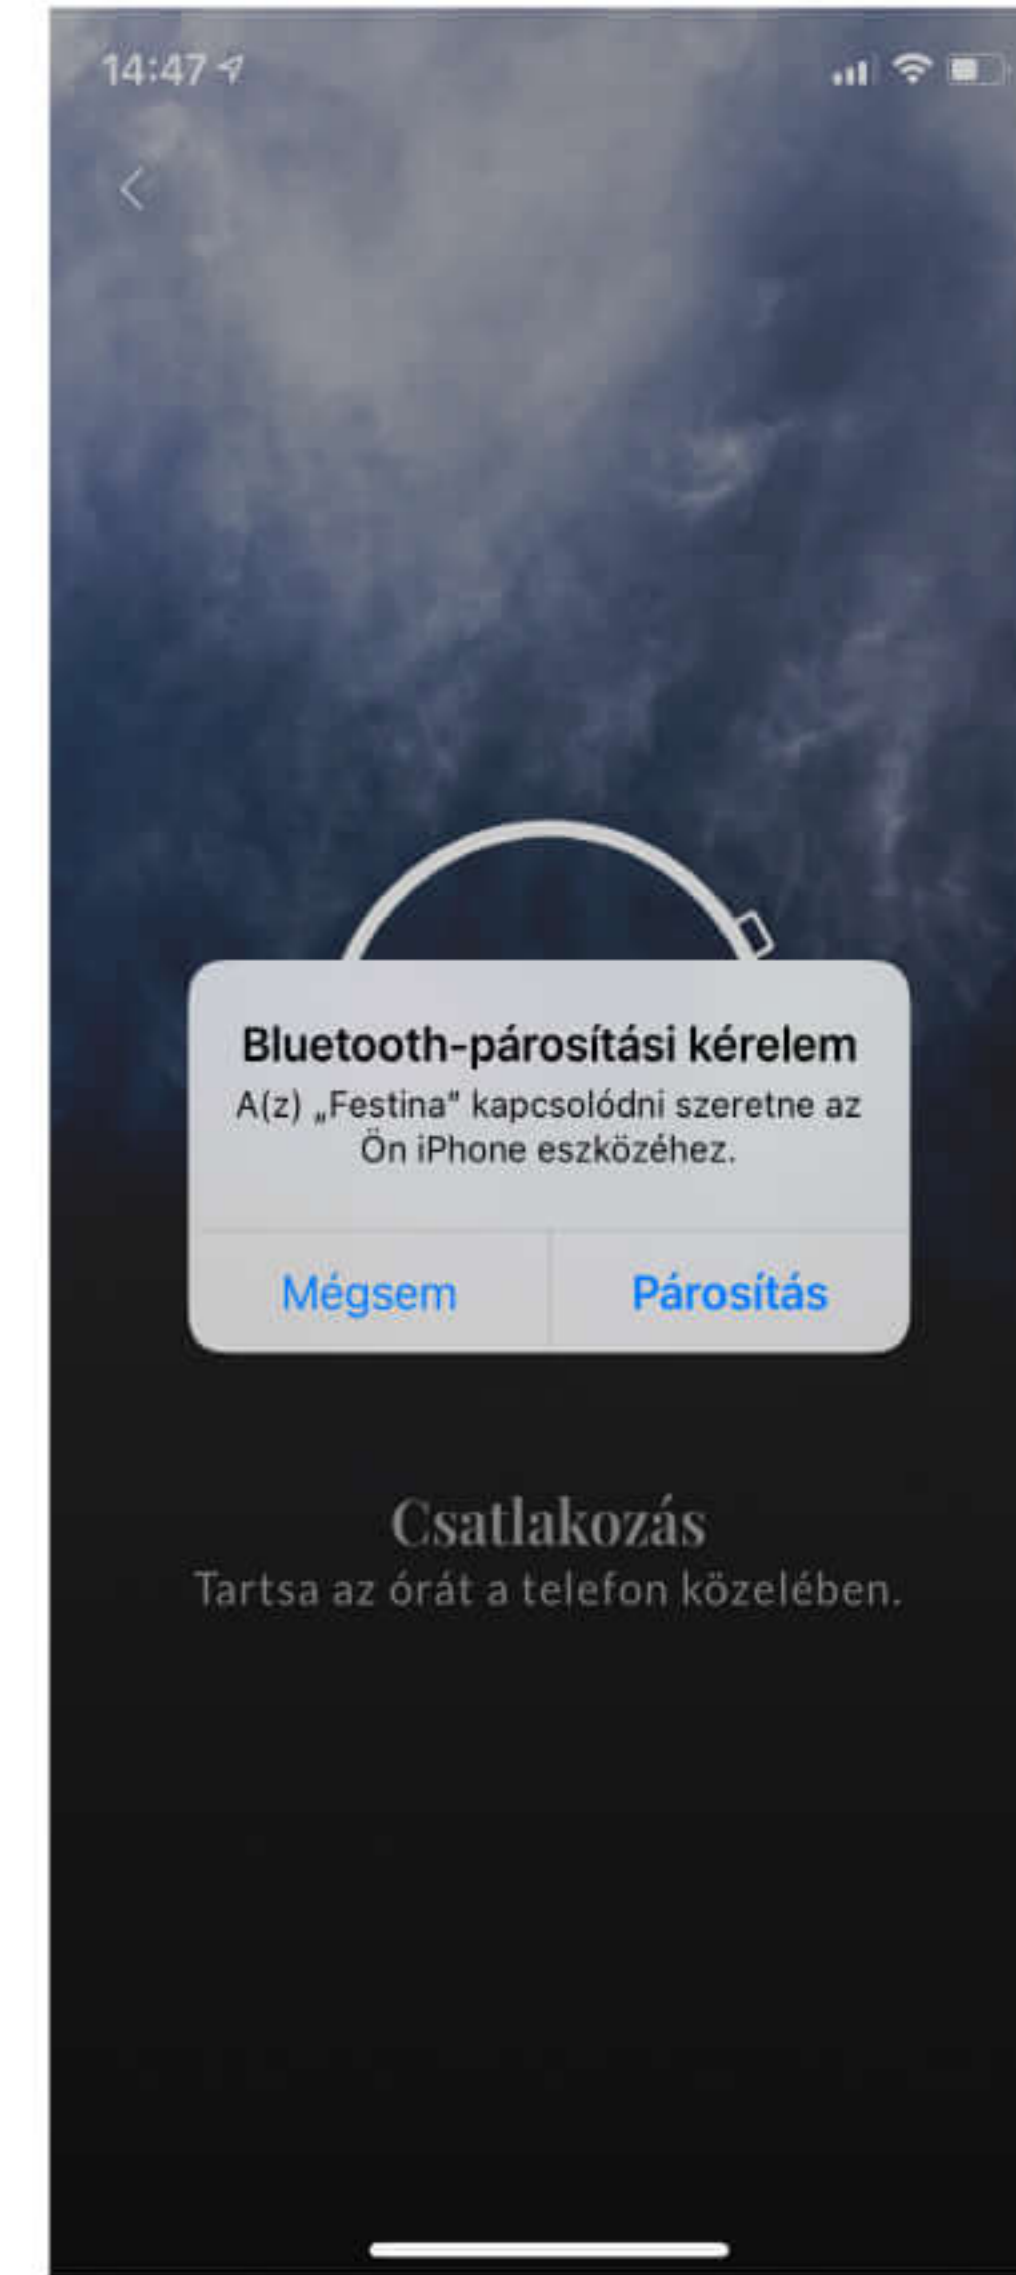 14:47
Bluetooth-párosítási kérelem
A(z) „Festina" kapcsolódni szeretne az
Ön iPhone eszközéhez.
Mégsem
Párosítás
Csatlakozás
Tartsa az órát a telefon közelében.